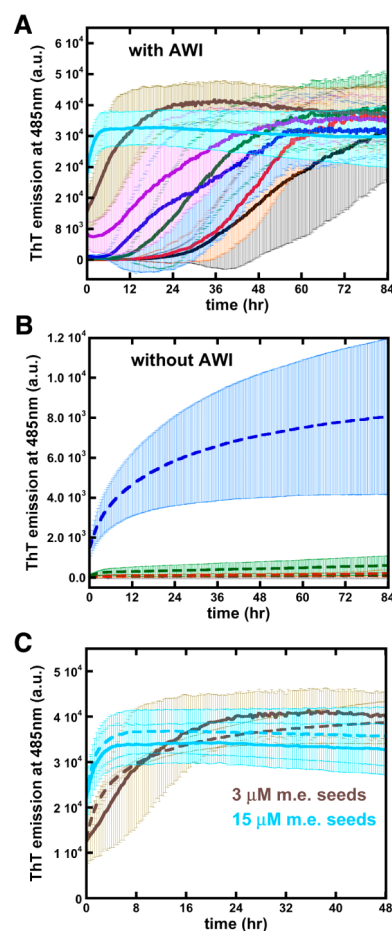 A
with AWI
ThT emission at 485nm (a.u.)
6 10⁴
5 10⁴
4 10⁴
3 10⁴
2 10⁴
8 10³
0
0 12 24 36 48 60 72 84
time (hr)
B
without AWI
ThT emission at 485nm (a.u.)
1.2 10⁴
1.0 10⁴
8.0 10³
6.0 10³
4.0 10³
2.0 10³
0.0
0 12 24 36 48 60 72 84
time (hr)
C
ThT emission at 485nm (a.u.)
5 10⁴
4 10⁴
3 10⁴
2 10⁴
1 10⁴
0
3 μM m.e. seeds
15 μM m.e. seeds
0 8 16 24 32 40 48
time (hr)